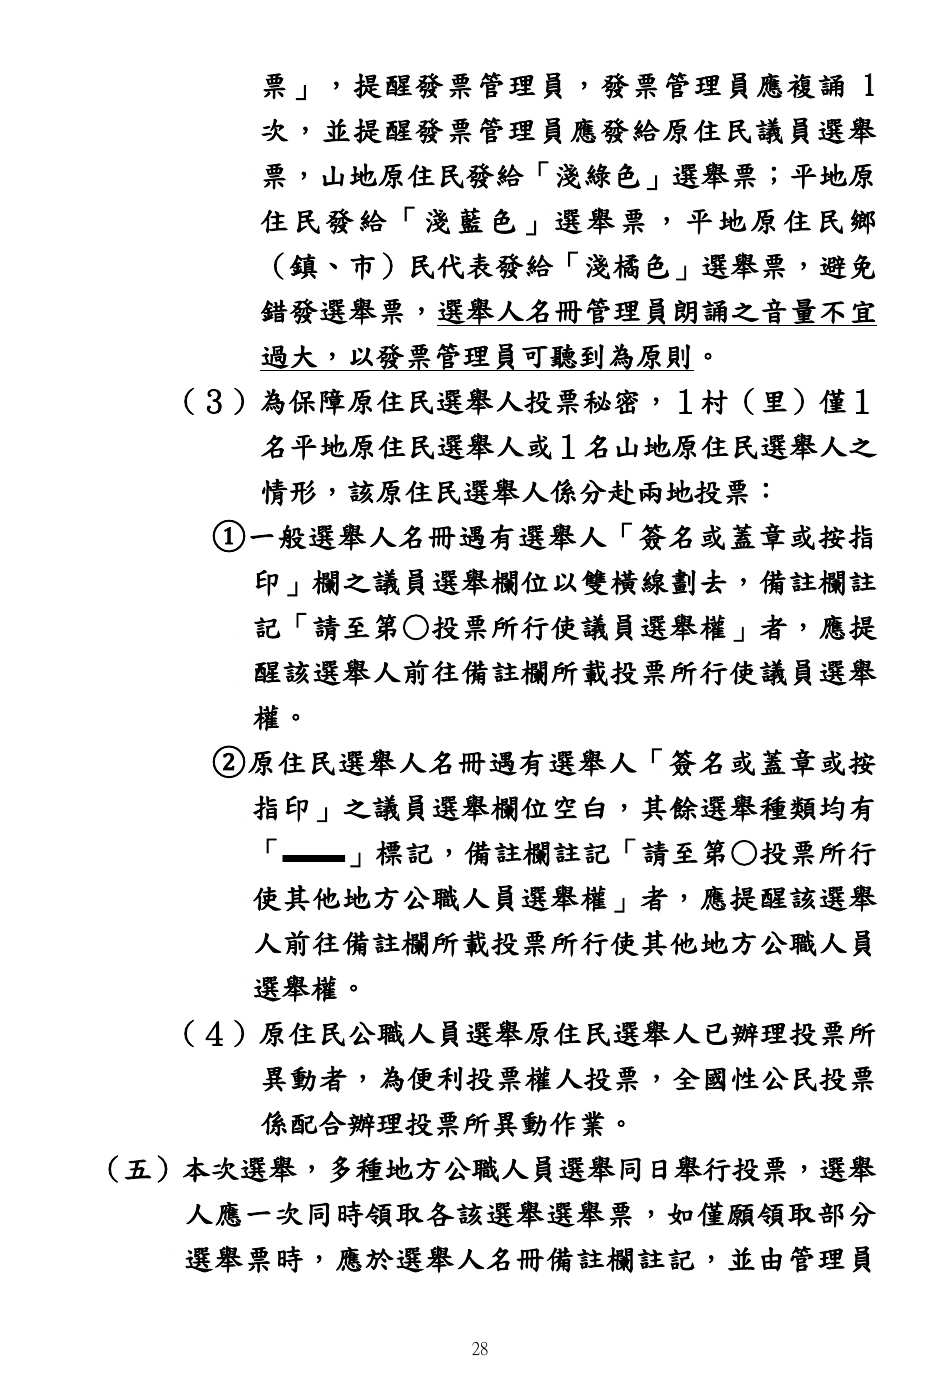 票」，提醒發票管理員，發票管理員應複誦 1
次，並提醒發票管理員應發給原住民議員選舉
票，山地原住民發給「淺綠色」選舉票；平地原
住民發給「淺藍色」選舉票，平地原住民鄉
（鎮、市）民代表發給「淺橘色」選舉票，避免
錯發選舉票，選舉人名冊管理員朗誦之音量不宜
過大，以發票管理員可聽到為原則。
（３）為保障原住民選舉人投票秘密，１村（里）僅１
名平地原住民選舉人或１名山地原住民選舉人之
情形，該原住民選舉人係分赴兩地投票：
①一般選舉人名冊遇有選舉人「簽名或蓋章或按指
印」欄之議員選舉欄位以雙橫線劃去，備註欄註
記「請至第○投票所行使議員選舉權」者，應提
醒該選舉人前往備註欄所載投票所行使議員選舉
權。
②原住民選舉人名冊遇有選舉人「簽名或蓋章或按
指印」之議員選舉欄位空白，其餘選舉種類均有
「——」標記，備註欄註記「請至第○投票所行
使其他地方公職人員選舉權」者，應提醒該選舉
人前往備註欄所載投票所行使其他地方公職人員
選舉權。
（４）原住民公職人員選舉原住民選舉人已辦理投票所
異動者，為便利投票權人投票，全國性公民投票
係配合辦理投票所異動作業。
（五）本次選舉，多種地方公職人員選舉同日舉行投票，選舉
人應一次同時領取各該選舉選舉票，如僅願領取部分
選舉票時，應於選舉人名冊備註欄註記，並由管理員
28